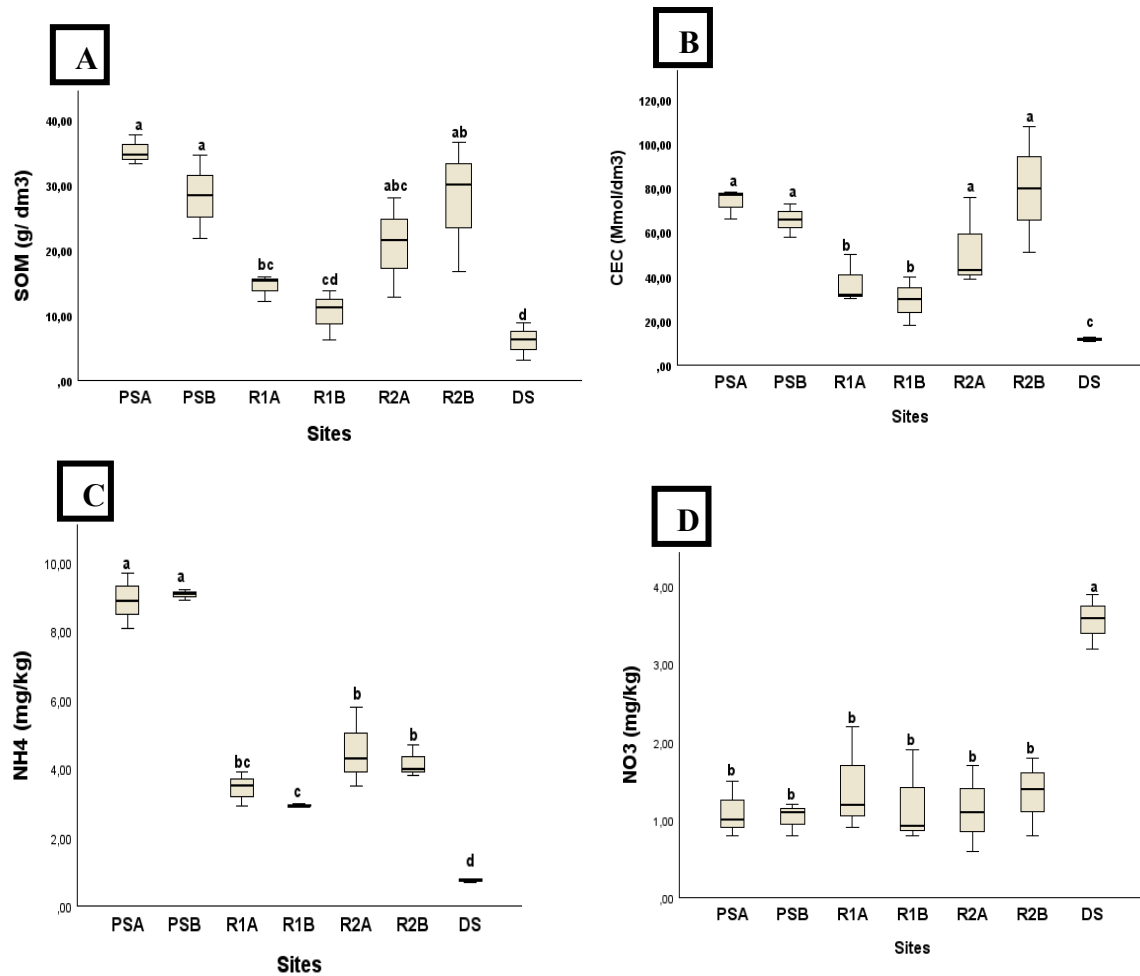 A
SOM (g/ dm3)
40,00
30,00
20,00
10,00
,00
a
a
bc
cd
abc
ab
d
PSA PSB R1A R1B R2A R2B DS
Sites
B
CEC (Mmol/dm3)
120,00
100,00
80,00
60,00
40,00
20,00
,00
a
a
b
b
a
a
c
PSA PSB R1A R1B R2A R2B DS
Sites
C
NH4 (mg/kg)
10,00
8,00
6,00
4,00
2,00
,00
a
a
bc
c
b
b
d
PSA PSB R1A R1B R2A R2B DS
Sites
D
NO3 (mg/kg)
4,00
3,00
2,00
1,00
,00
b
b
b
b
b
b
a
PSA PSB R1A R1B R2A R2B DS
Sites